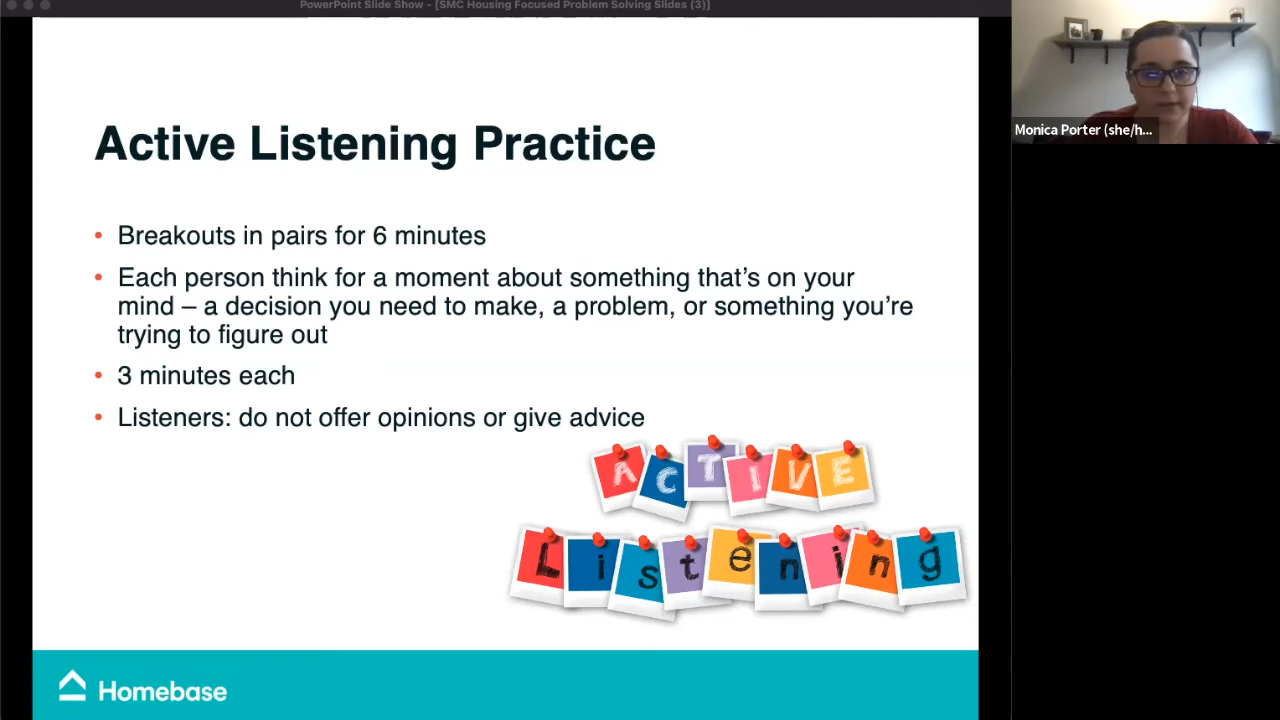 PowerPoint Slide Show - [SMC Housing Focused Problem Solving Slides (3)]
Monica Porter (she/h...
Active Listening Practice
• Breakouts in pairs for 6 minutes
• Each person think for a moment about something that’s on your
mind – a decision you need to make, a problem, or something you’re
trying to figure out
• 3 minutes each
• Listeners: do not offer opinions or give advice
ACTIVE
Listening
Homebase